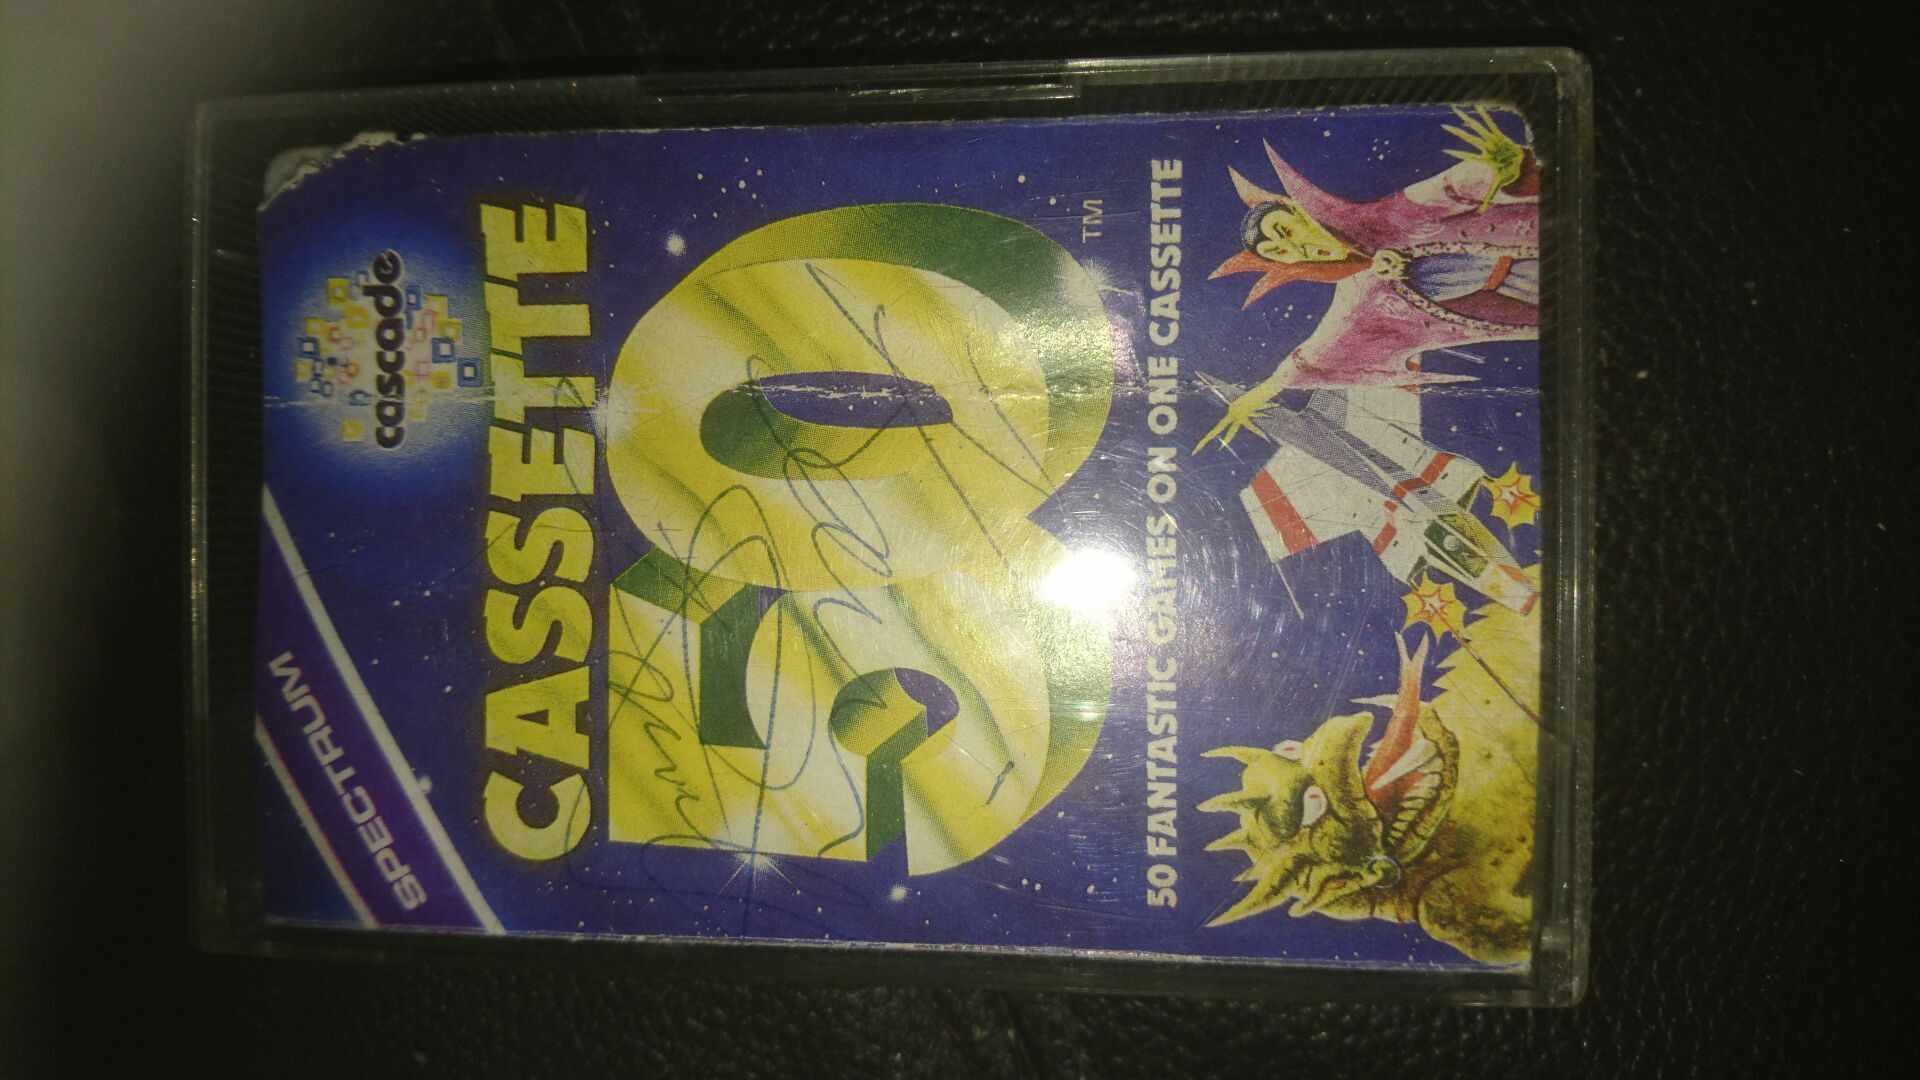 SPECTRUM
cascade
CASSETTE
50
TM
50 FANTASTIC GAMES ON ONE CASSETTE